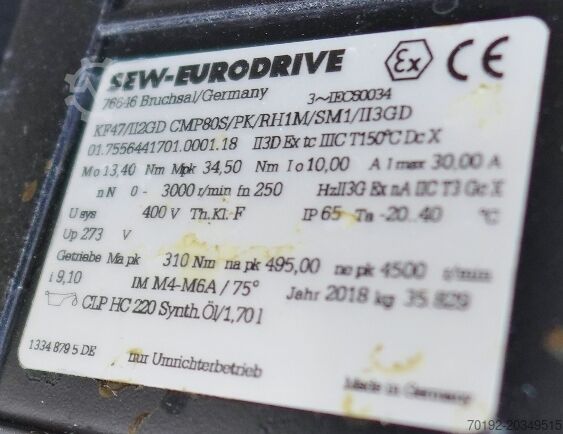 SEW-EURODRIVE Ex CE
76646 Bruchsal/Germany 3~IEC60034
KF47/II2GD CMP80S/PK/RH1M/SM1/II3GD
01.7556441701.0001.18 II3D Ex tc IIIC T150°C Dc X
Mo 13,40 Nm Mpk 34,50 Nm Io 10,00 A Imax 30,00 A
nN 0- 3000 r/min fn 250 Hz II3G Ex nA IIC T3 Gc X
Usys 400 V Th.Kl. F IP 65 Ta -20..40 °C
Up 273 V
Getriebe Ma pk 310 Nm na pk 495,00 ne pk 4500 r/min
i 9,10 IM M4-M6A / 75° Jahr 2018 kg 35.829
CLP HC 220 Synth.Öl/1,70 l
1334 879 5 DE nur Umrichterbetrieb Made in Germany
70192-20349515